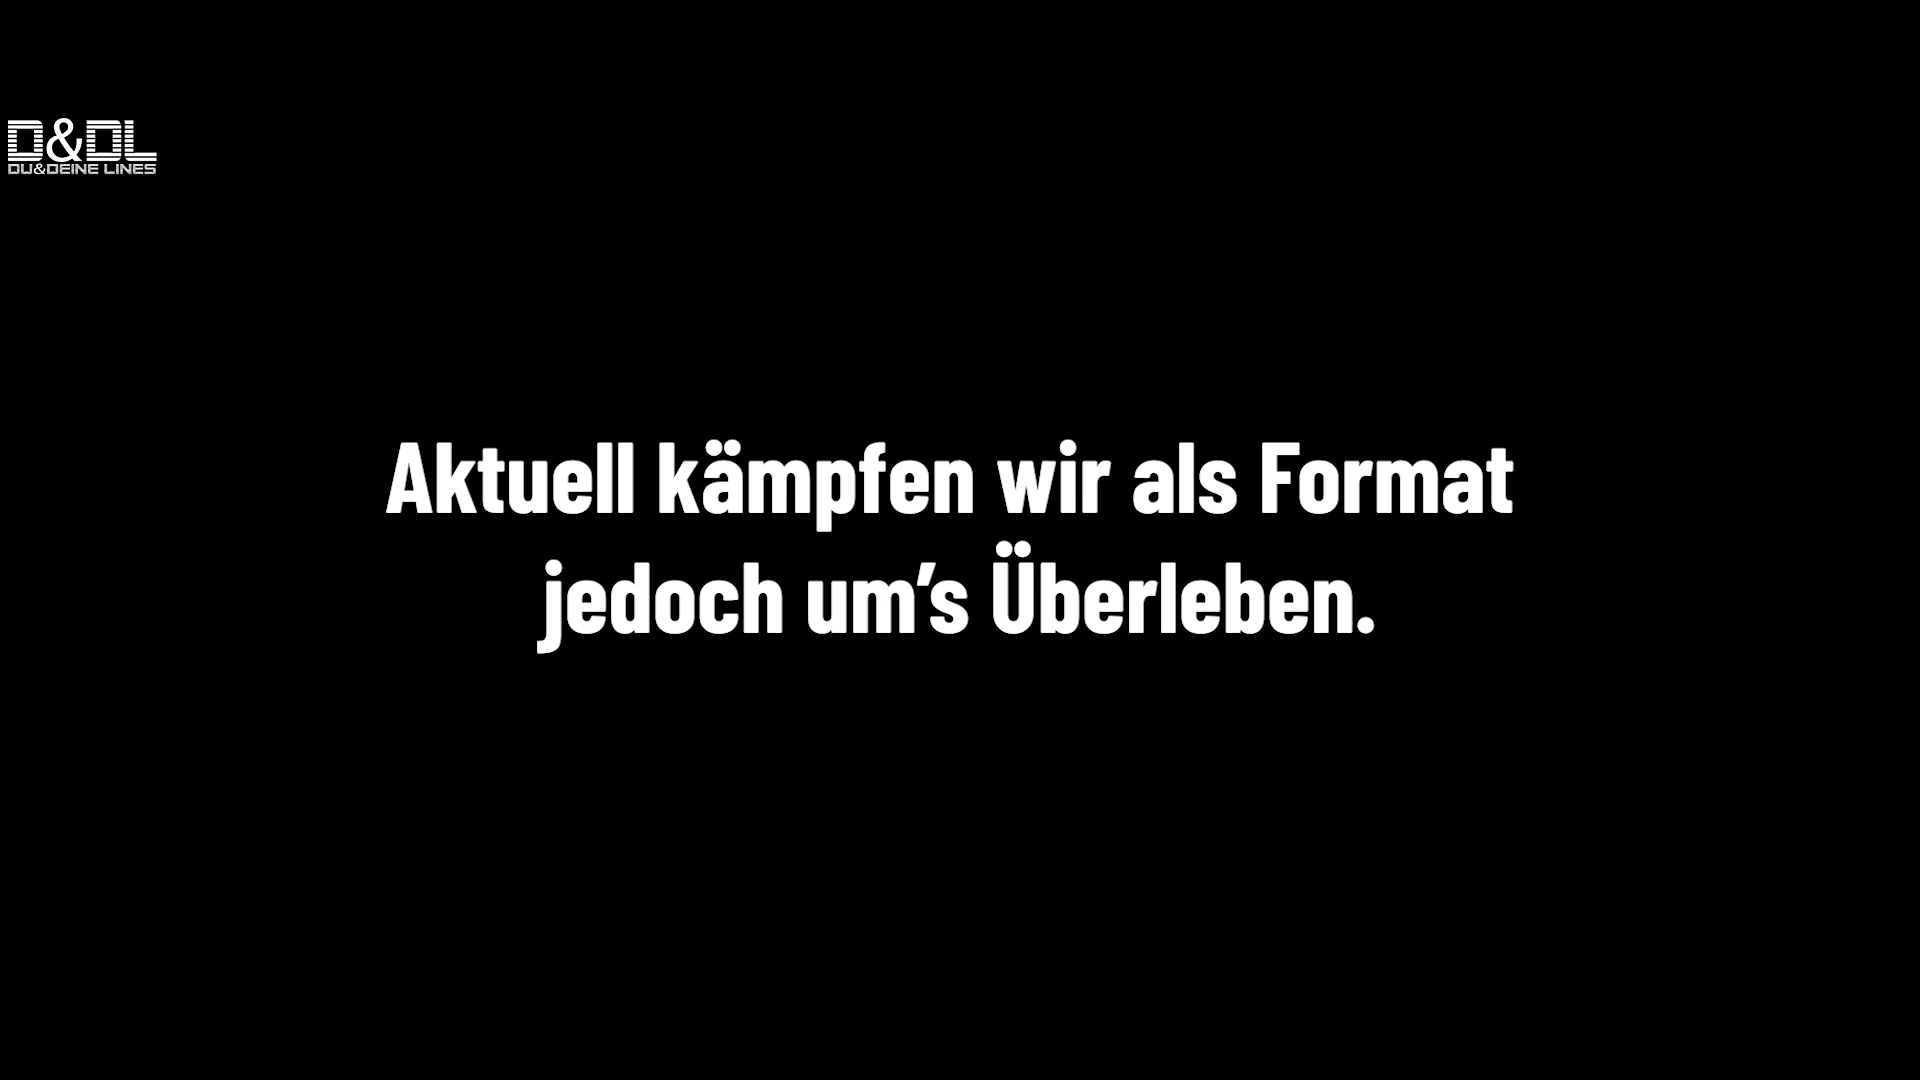 D&DL
DU&DEINE LINES
Aktuell kämpfen wir als Format
jedoch um’s Überleben.